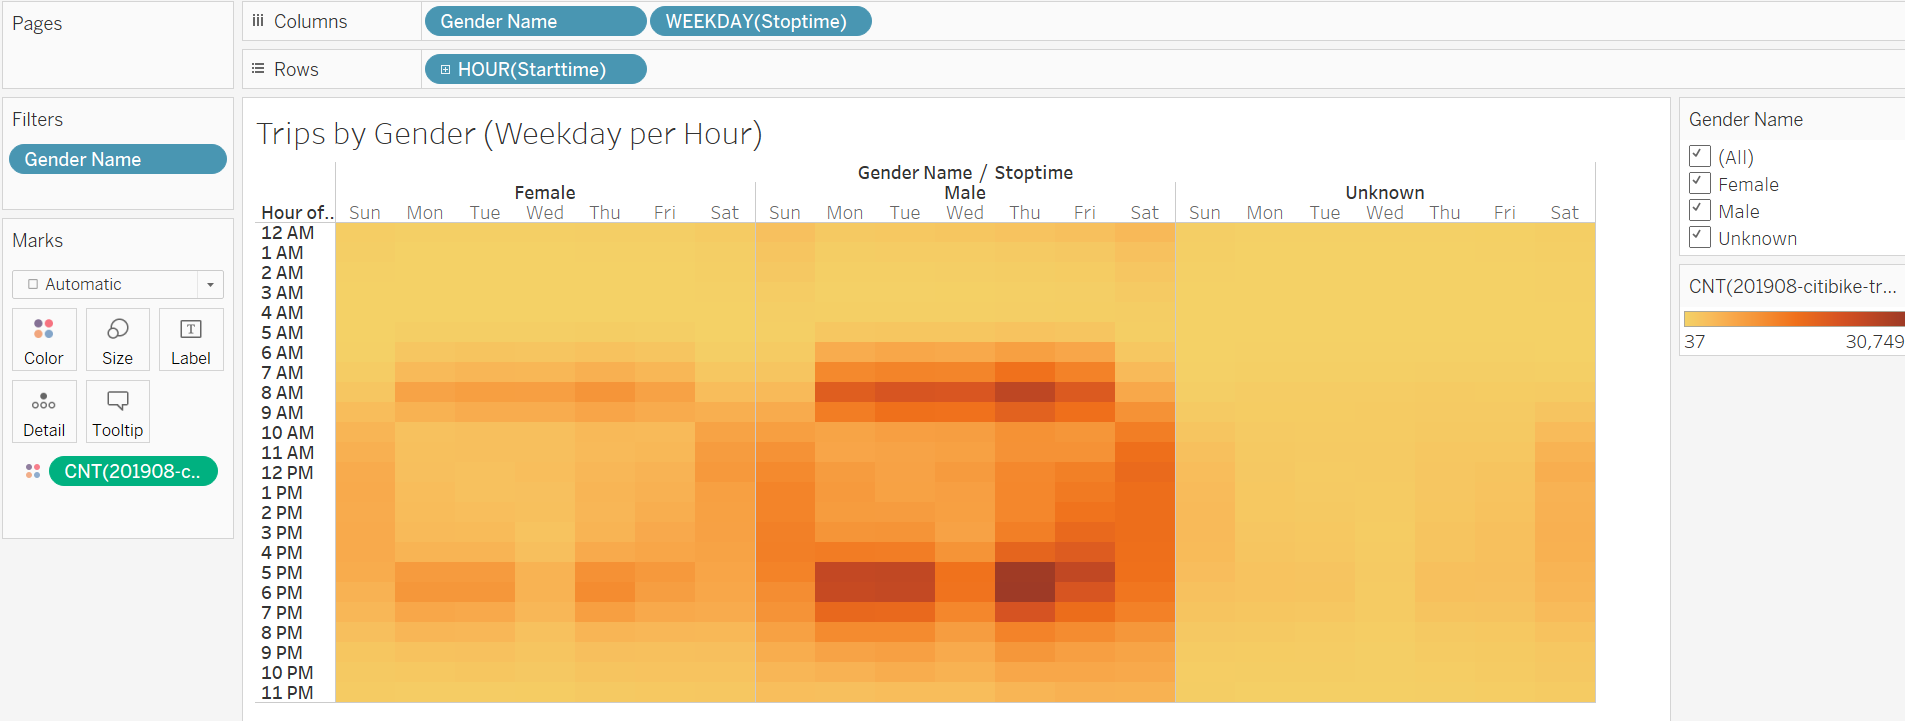 Pages
Columns
Gender Name
WEEKDAY(Stoptime)
Rows
HOUR(Starttime)
Filters
Gender Name
Marks
Automatic
Color
Size
Label
Detail
Tooltip
CNT(201908-c..
Trips by Gender (Weekday per Hour)
Gender Name / Stoptime
Female Male Unknown
Hour of.. Sun Mon Tue Wed Thu Fri Sat Sun Mon Tue Wed Thu Fri Sat Sun Mon Tue Wed Thu Fri Sat
12 AM
1 AM
2 AM
3 AM
4 AM
5 AM
6 AM
7 AM
8 AM
9 AM
10 AM
11 AM
12 PM
1 PM
2 PM
3 PM
4 PM
5 PM
6 PM
7 PM
8 PM
9 PM
10 PM
11 PM
Gender Name
(All)
Female
Male
Unknown
CNT(201908-citibike-tr...
37 30,749